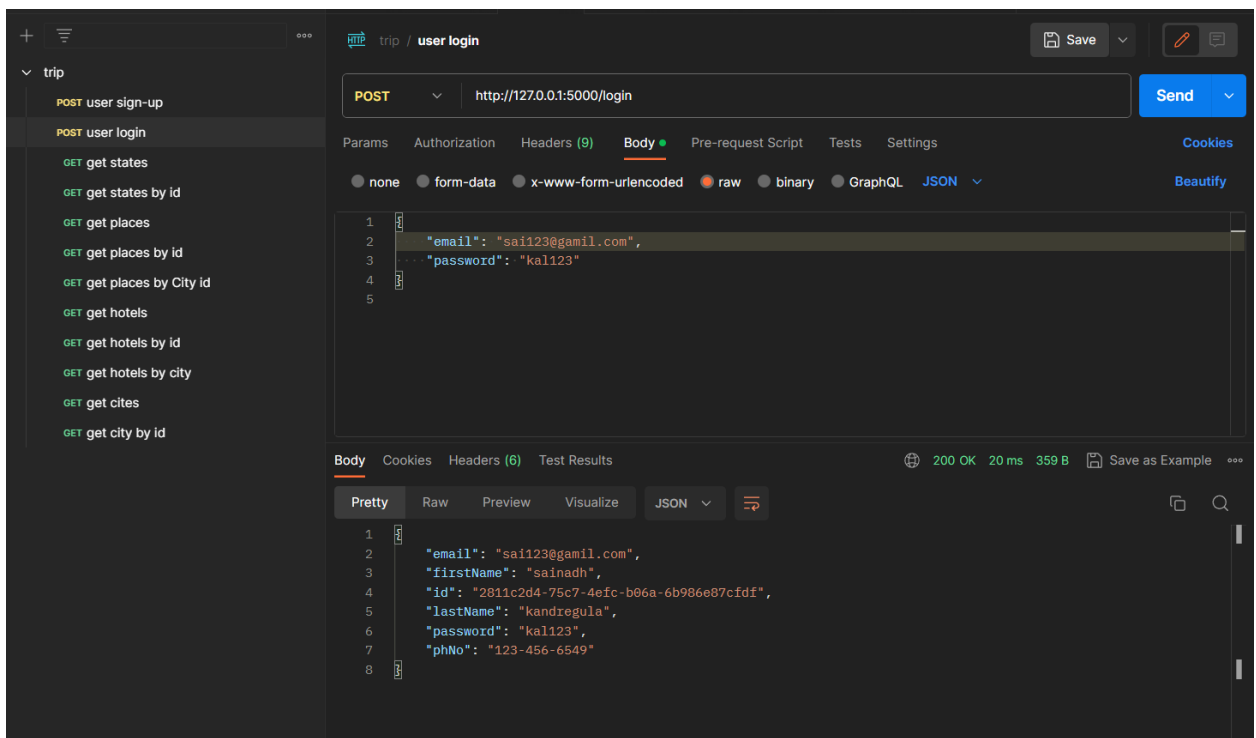 trip / user login
Save
trip
POST user sign-up
POST user login
GET get states
GET get states by id
GET get places
GET get places by id
GET get places by City id
GET get hotels
GET get hotels by id
GET get hotels by city
GET get cites
GET get city by id
POST http://127.0.0.1:5000/login Send
Params Authorization Headers (9) Body Pre-request Script Tests Settings Cookies
none form-data x-www-form-urlencoded raw binary GraphQL JSON Beautify
1 {
2 "email": "sai123@gamil.com",
3 "password": "kal123"
4 }
5
Body Cookies Headers (6) Test Results 200 OK 20 ms 359 B Save as Example
Pretty Raw Preview Visualize JSON
1 {
2 "email": "sai123@gamil.com",
3 "firstName": "sainadh",
4 "id": "2811c2d4-75c7-4efc-b06a-6b986e87cfdf",
5 "lastName": "kandregula",
6 "password": "kal123",
7 "phNo": "123-456-6549"
8 }